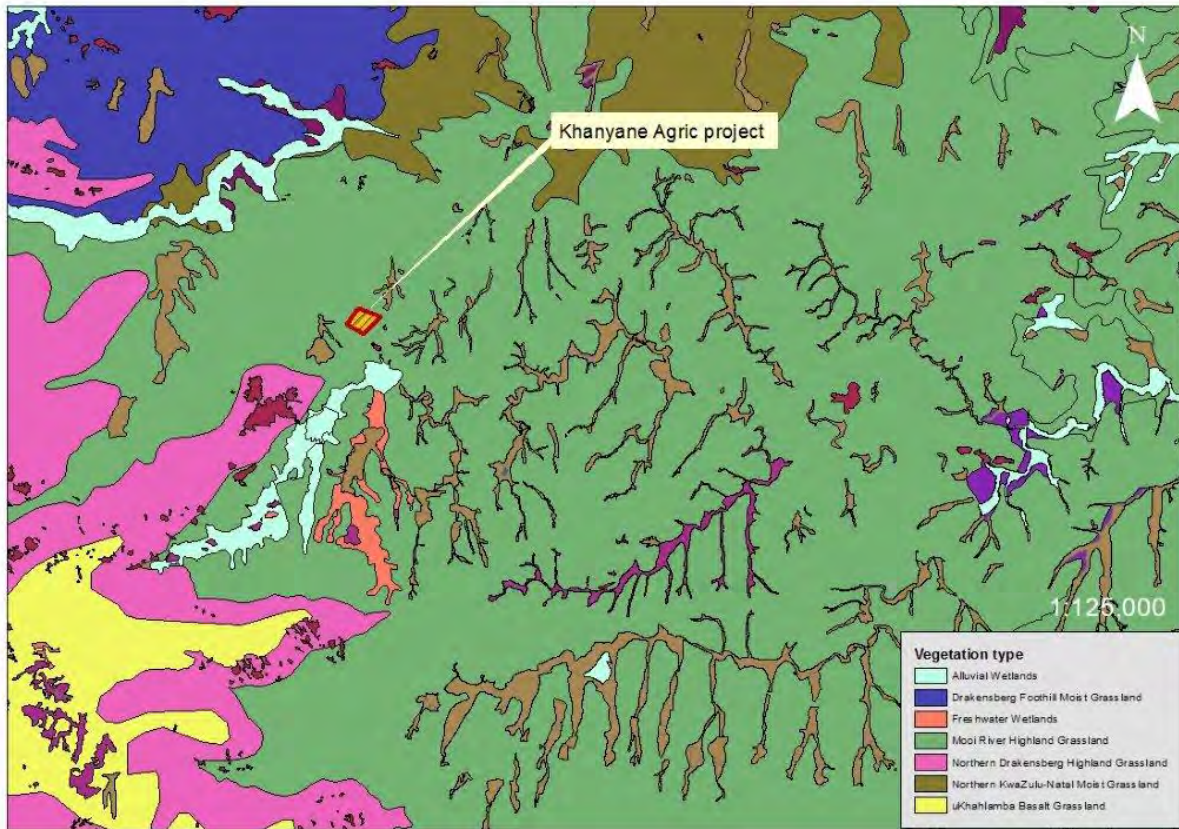 N
Khanyane Agric project
1:125,000
Vegetation type
Alluvial Wetlands
Drakensberg Foothill Moist Grassland
Freshwater Wetlands
Mooi River Highland Grassland
Northern Drakensberg Highland Grassland
Northern KwaZulu-Natal Moist Grassland
uKhahlamba Basalt Grassland